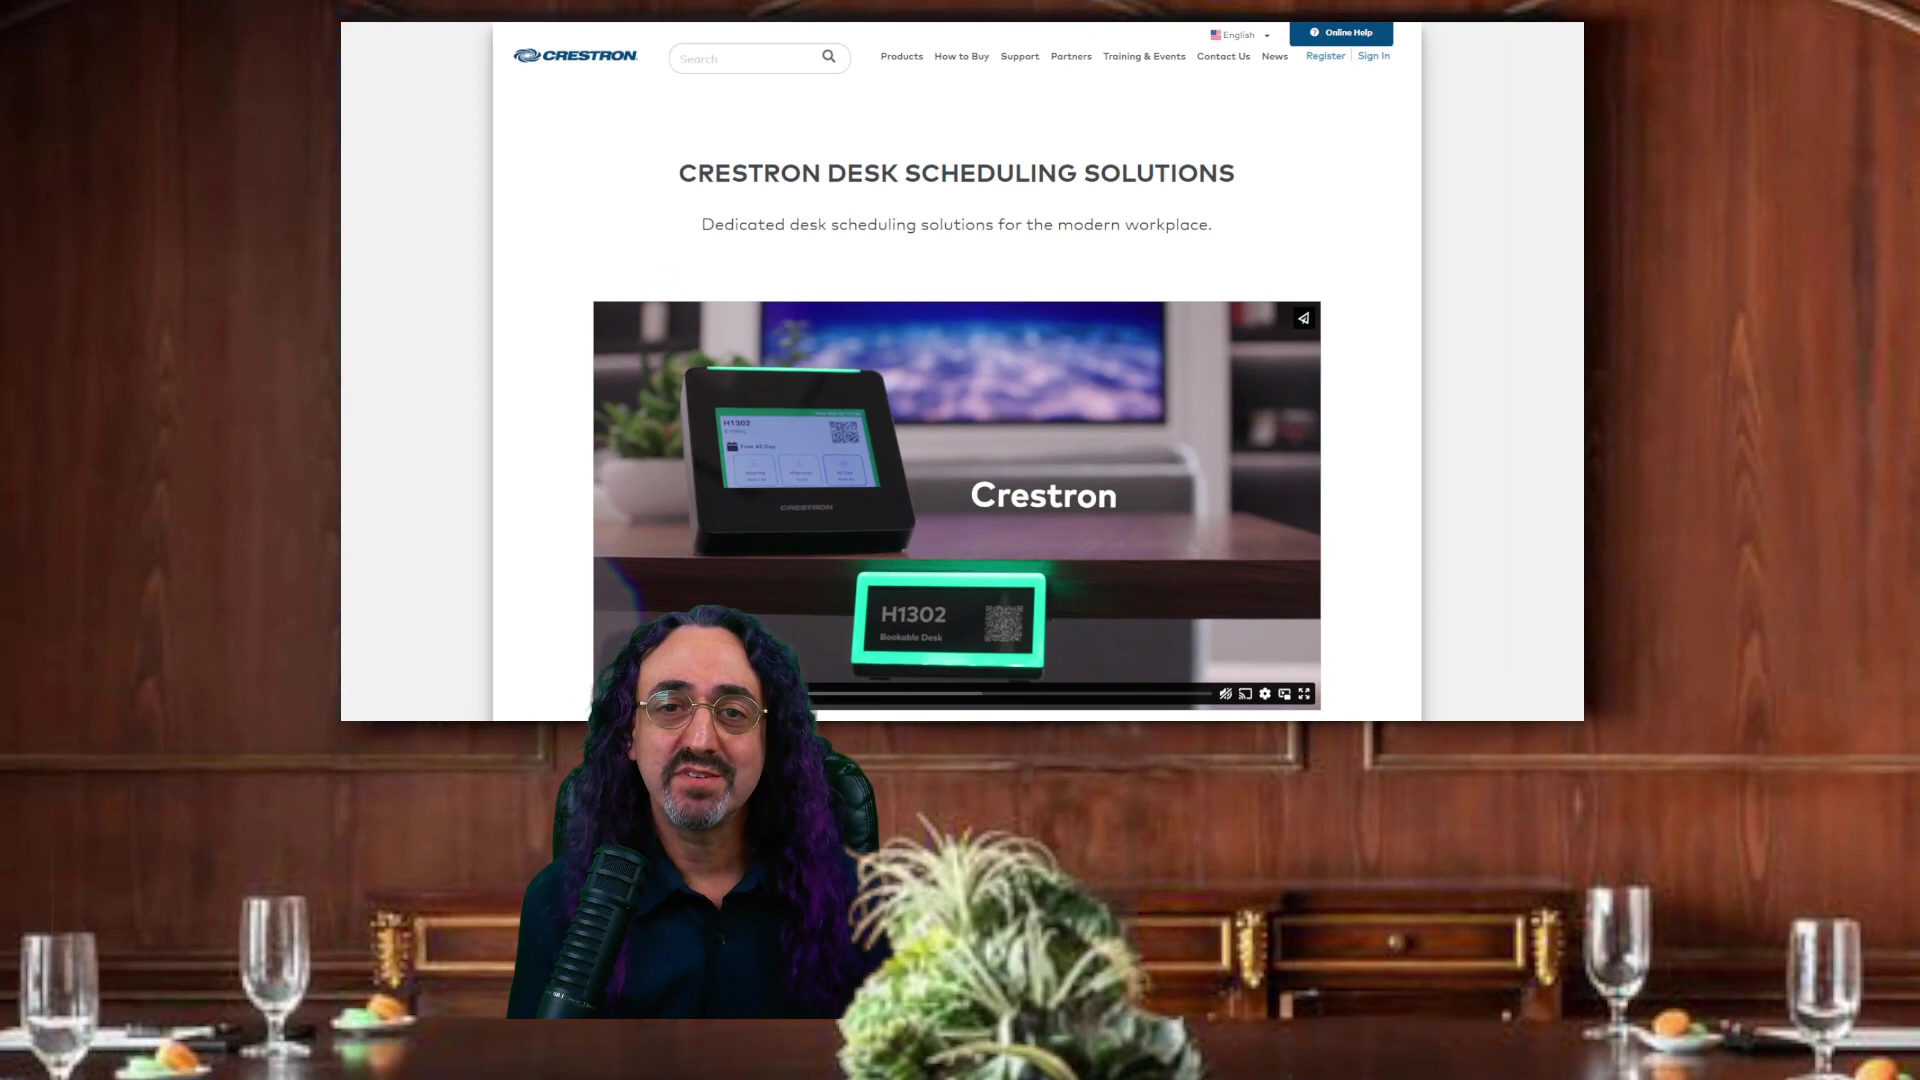 English
Online Help
CRESTRON
Search
Products
How to Buy
Support
Partners
Training & Events
Contact Us
News
Register
Sign In
CRESTRON DESK SCHEDULING SOLUTIONS
Dedicated desk scheduling solutions for the modern workplace.
H1302
Free All Day
CRESTRON
Crestron
H1302
Bookable Desk